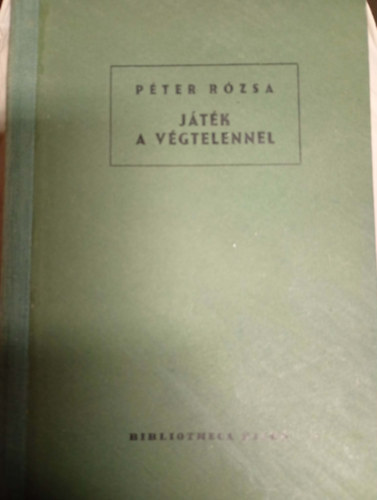 PÉTER RÓZSA
JÁTÉK
A VÉGTELENNEL
BIBLIOTHECA